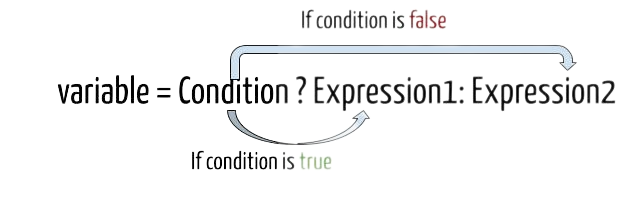 If condition is false
variable = Condition ? Expression1: Expression2
If condition is true